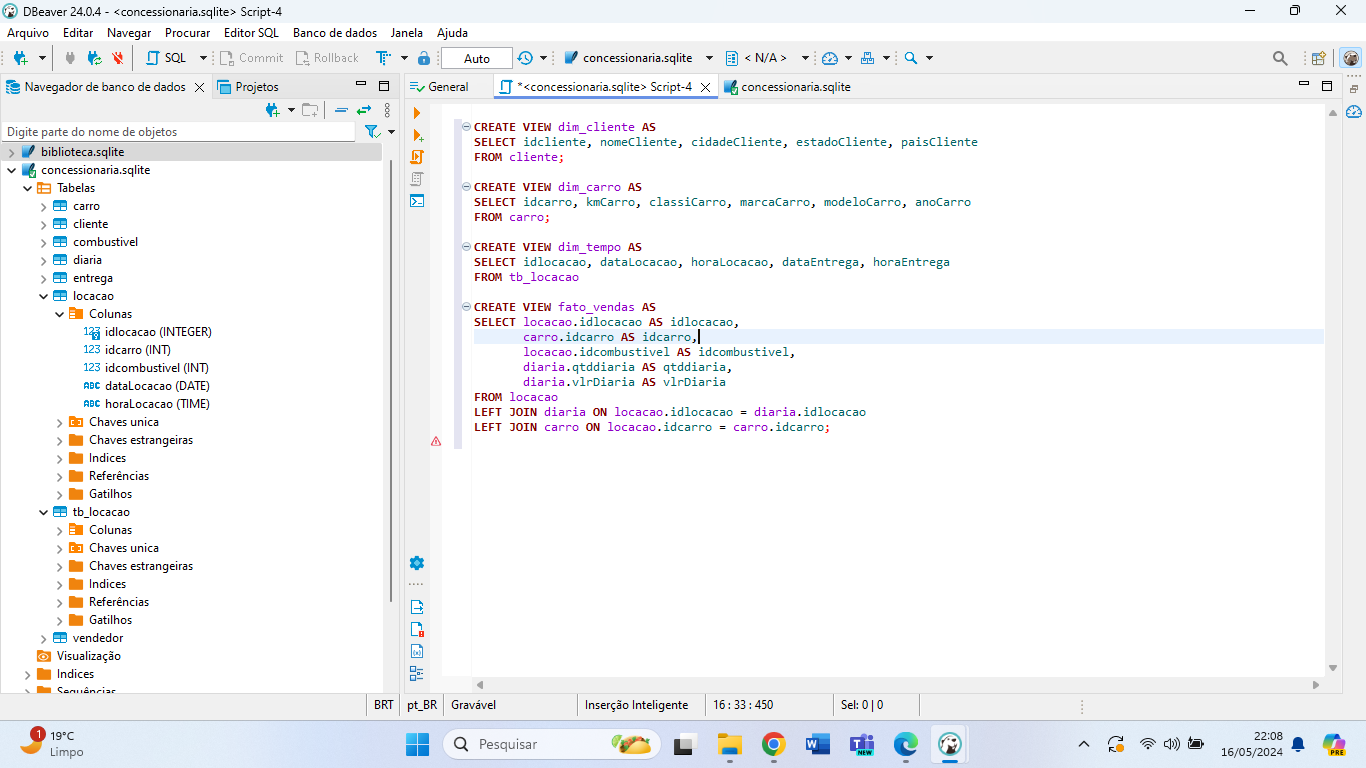 DBeaver 24.0.4 - <concessionaria.sqlite> Script-4
Arquivo Editar Navegar Procurar Editor SQL Banco de dados Janela Ajuda
SQL Commit Rollback Auto concessionaria.sqlite < N/A >
Navegador de banco de dados Projetos
General *<concessionaria.sqlite> Script-4 concessionaria.sqlite
Digite parte do nome de objetos
biblioteca.sqlite
concessionaria.sqlite
Tabelas
carro
cliente
combustivel
diaria
entrega
locacao
Colunas
123 idlocacao (INTEGER)
123 idcarro (INT)
123 idcombustivel (INT)
ABC dataLocacao (DATE)
ABC horaLocacao (TIME)
Chaves unica
Chaves estrangeiras
Indices
Referências
Gatilhos
tb_locacao
Colunas
Chaves unica
Chaves estrangeiras
Indices
Referências
Gatilhos
vendedor
Visualização
Indices
Sequências
CREATE VIEW dim_cliente AS
SELECT idcliente, nomeCliente, cidadeCliente, estadoCliente, paisCliente
FROM cliente;
CREATE VIEW dim_carro AS
SELECT idcarro, kmCarro, classiCarro, marcaCarro, modeloCarro, anoCarro
FROM carro;
CREATE VIEW dim_tempo AS
SELECT idlocacao, dataLocacao, horaLocacao, dataEntrega, horaEntrega
FROM tb_locacao
CREATE VIEW fato_vendas AS
SELECT locacao.idlocacao AS idlocacao,
carro.idcarro AS idcarro,
locacao.idcombustivel AS idcombustivel,
diaria.qtddiaria AS qtddiaria,
diaria.vlrDiaria AS vlrDiaria
FROM locacao
LEFT JOIN diaria ON locacao.idlocacao = diaria.idlocacao
LEFT JOIN carro ON locacao.idcarro = carro.idcarro;
BRT pt_BR Gravável Inserção Inteligente 16 : 33 : 450 Sel: 0 | 0
1
19°C
Limpo
Pesquisar
NEW
22:08
16/05/2024
PRE